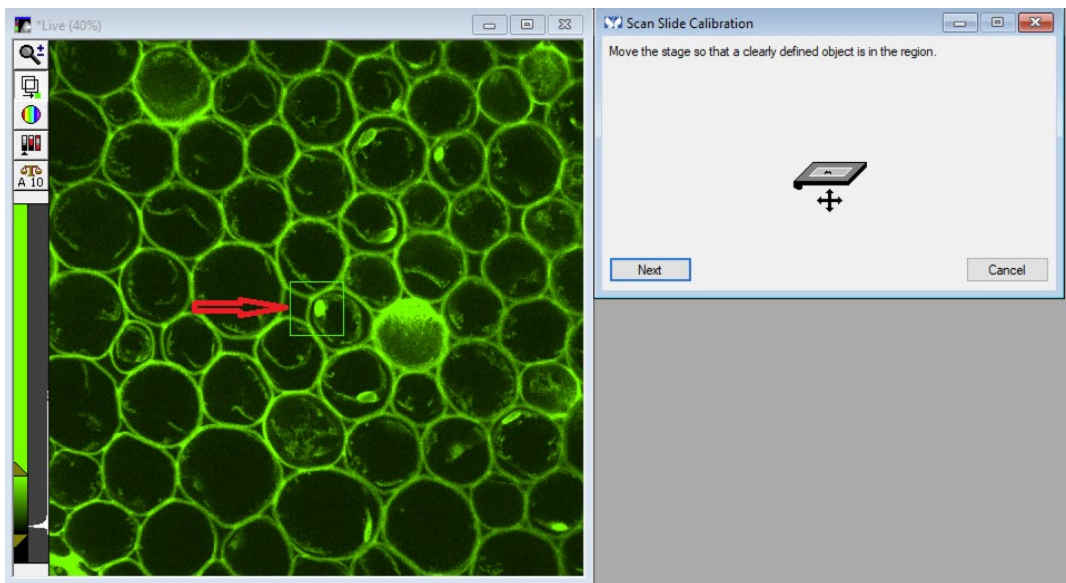 *Live (40%)
A 10
Scan Slide Calibration
Move the stage so that a clearly defined object is in the region.
Next
Cancel